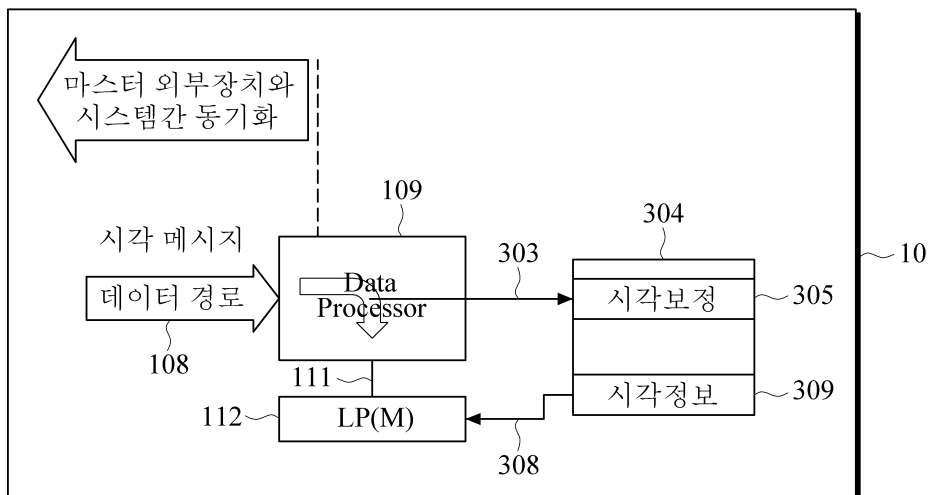 마스터 외부장치와
시스템간 동기화
109
304
시각 메시지
303
10
데이터 경로
Data
Processor
시각보정
305
108
111
112
LP(M)
시각정보
309
308